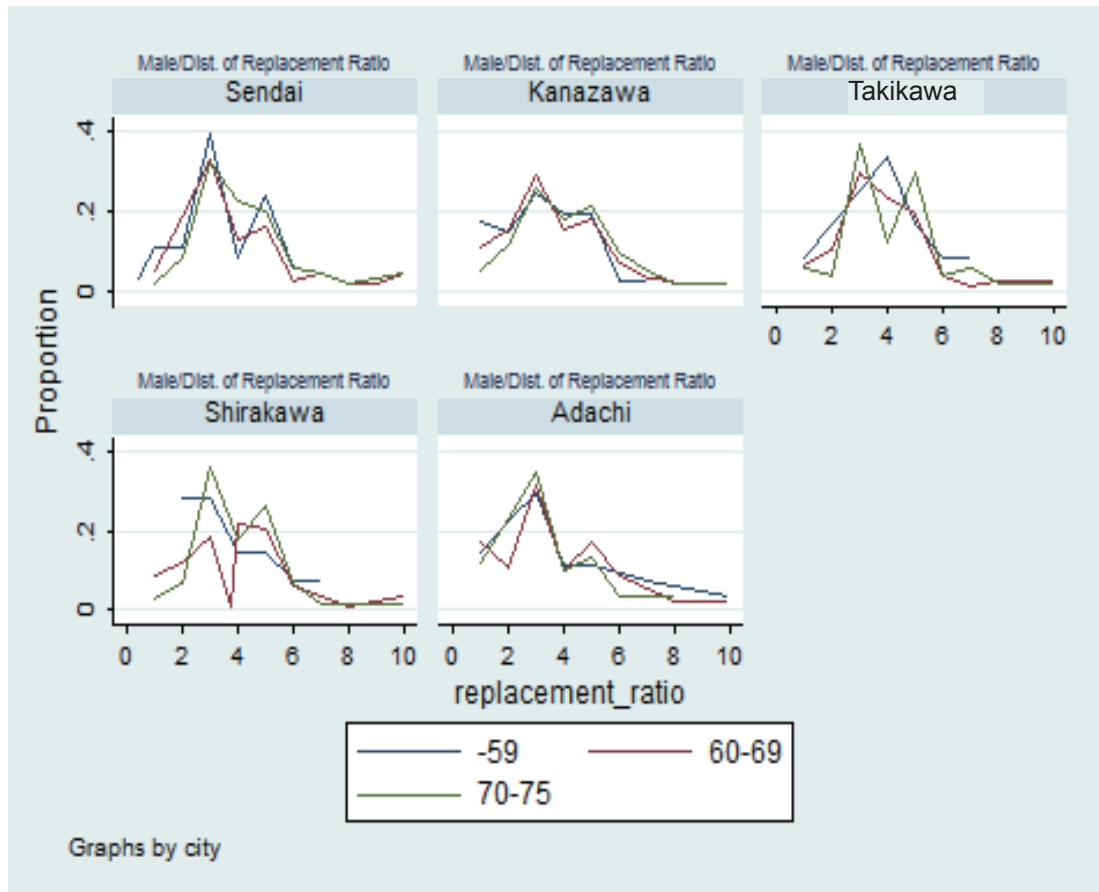 Male/Dist. of Replacement Ratio Male/Dist. of Replacement Ratio Male/Dist. of Replacement Ratio
Sendai Kanazawa Takikawa
.4
.2
0
0 2 4 6 8 10
Proportion
Male/Dist. of Replacement Ratio Male/Dist. of Replacement Ratio
Shirakawa Adachi
.4
.2
0
0 2 4 6 8 10 0 2 4 6 8 10
replacement_ratio
-59 60-69
70-75
Graphs by city